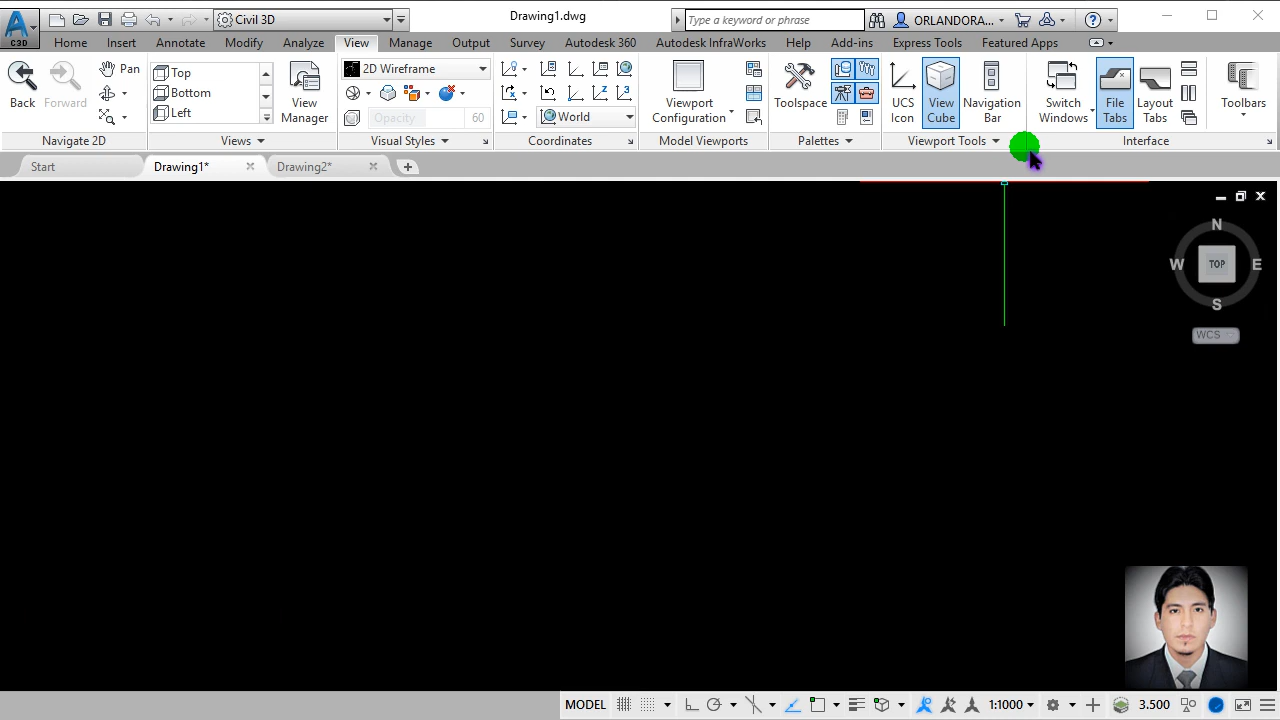 A
C3D
Civil 3D
Drawing1.dwg
Type a keyword or phrase
ORLANDORA...
Home Insert Annotate Modify Analyze View Manage Output Survey Autodesk 360 Autodesk InfraWorks Help Add-ins Express Tools Featured Apps
Back
Forward
Pan
Navigate 2D
Top
Bottom
Left
View
Manager
Views
2D Wireframe
Opacity 60
Visual Styles
World
Coordinates
Viewport
Configuration
Model Viewports
Toolspace
Palettes
UCS
Icon
View
Cube
Navigation
Bar
Viewport Tools
Switch
Windows
File
Tabs
Layout
Tabs
Toolbars
Interface
Start Drawing1* Drawing2*
N
W TOP E
S
WCS
MODEL 1:1000 3.500